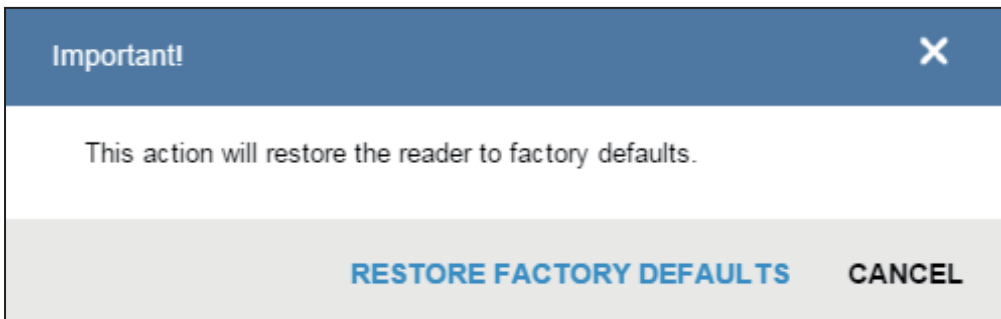 Important!
This action will restore the reader to factory defaults.
RESTORE FACTORY DEFAULTS CANCEL